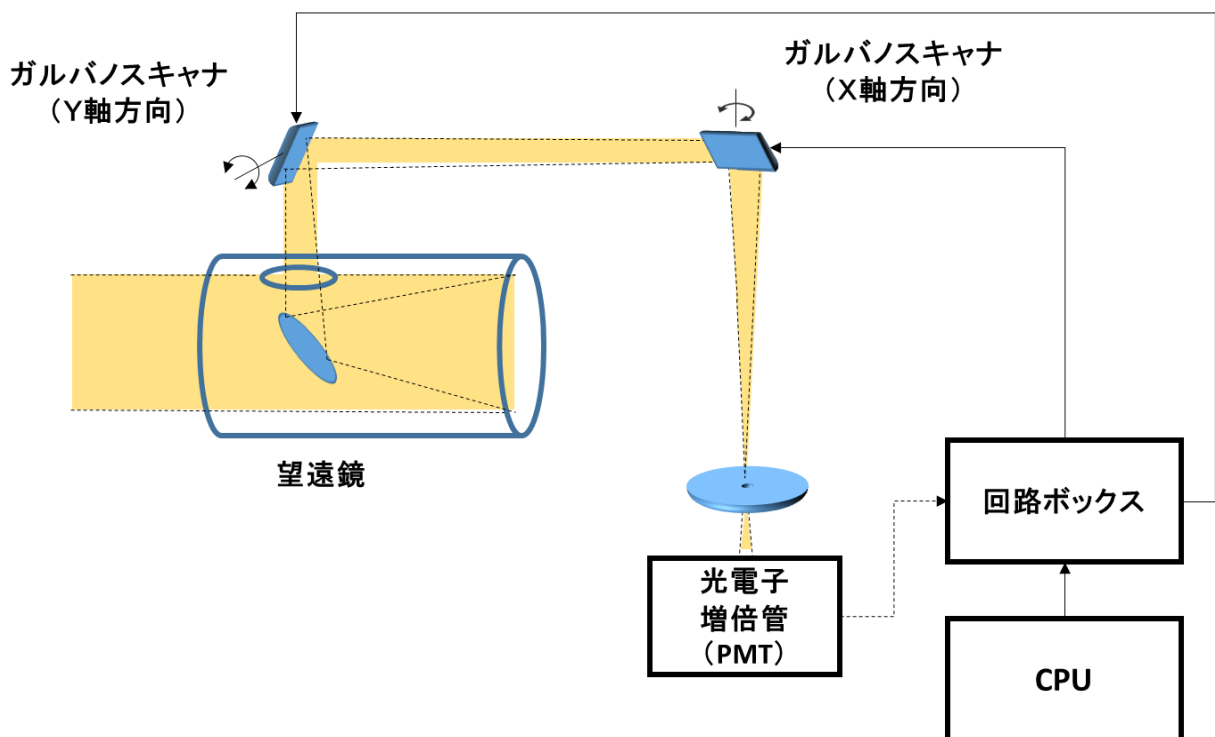 ガルバノスキャナ
（Y軸方向）
ガルバノスキャナ
（X軸方向）
望遠鏡
回路ボックス
光電子
増倍管
（PMT）
CPU